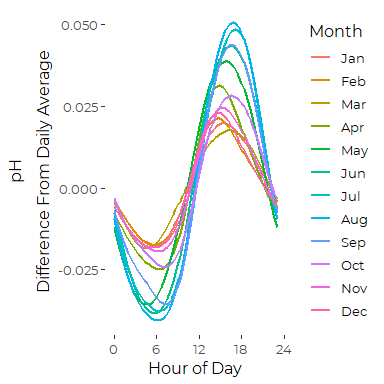 pH
Difference From Daily Average
0.050
0.025
0.000
-0.025
0
6
12
18
24
Hour of Day
Month
Jan
Feb
Mar
Apr
May
Jun
Jul
Aug
Sep
Oct
Nov
Dec